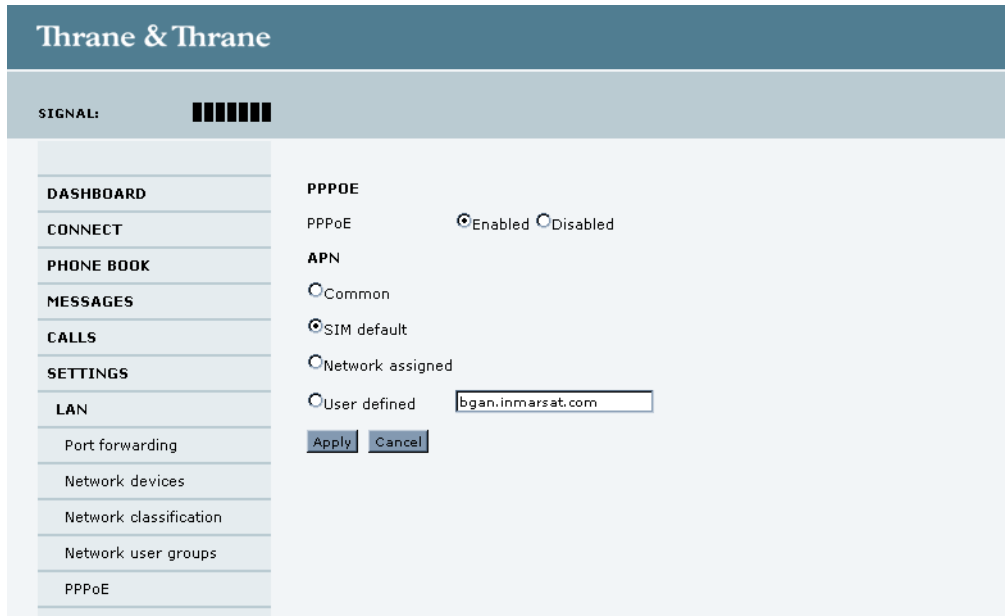 Thrane & Thrane
SIGNAL:
DASHBOARD
CONNECT
PHONE BOOK
MESSAGES
CALLS
SETTINGS
LAN
Port forwarding
Network devices
Network classification
Network user groups
PPPoE
PPPOE
PPPoE Enabled Disabled
APN
Common
SIM default
Network assigned
User defined bgan.inmarsat.com
Apply Cancel